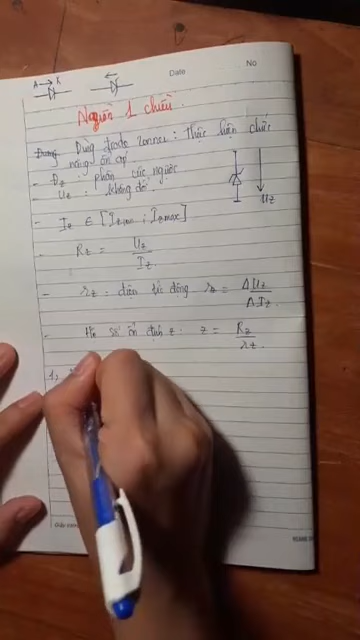 A K
Date No
Nguồn 1 chiều.
Dùng diode zenner: thực hiện chức
năng ổn áp
- Dz: phân cực ngược
Uz: không đổi
Uz
- Iz ∈ [Izmin ; Izmax]
- Rz = Uz / Iz
- rz = điện trở động rz = ΔUz / ΔIz
- Hệ số ổn định z: z = Rz / rz.
1,